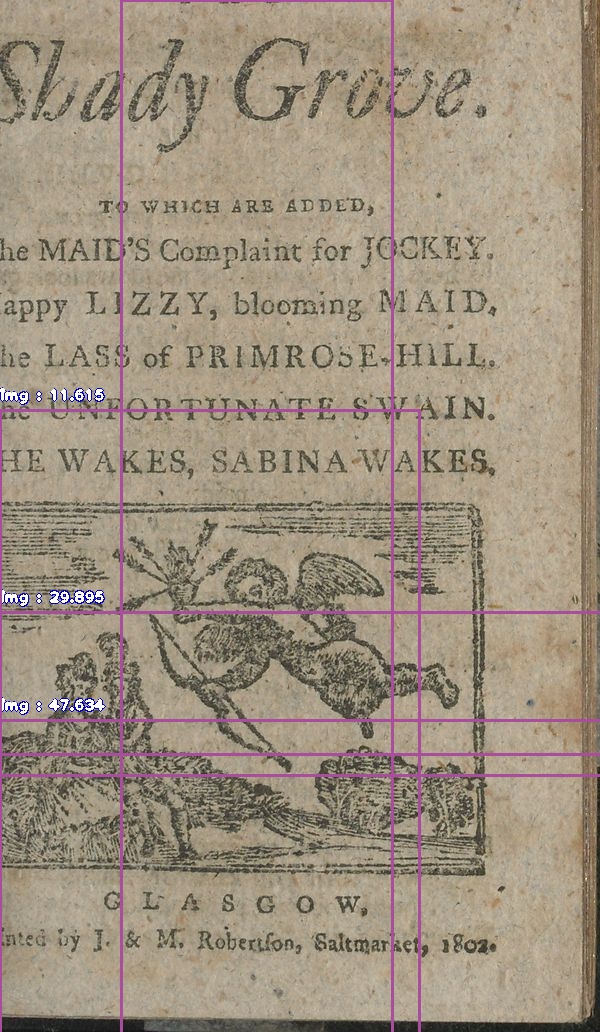 Shady Grove.
TO WHICH ARE ADDED,
he MAID'S Complaint for JOCKEY.
appy LIZZY, blooming MAID.
he LASS of PRIMROSE-HILL.
he UNFORTUNATE SWAIN.
HE WAKES, SABINA WAKES,
GLASGOW,
inted by J. & M. Robertson, Saltmarket, 1802.
Img : 11.615
Img : 29.895
Img : 47.634